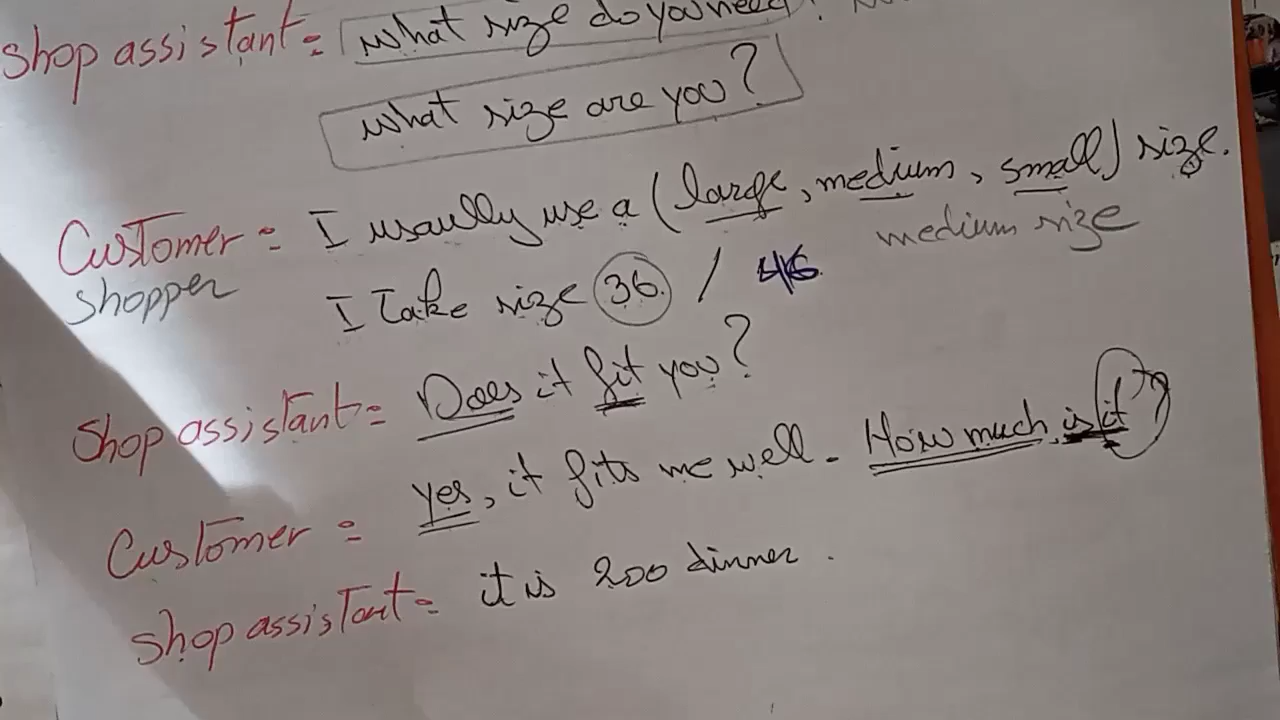 Shop assistant = What size do you need?
What size are you?
Customer = I usaully use a (large, medium, small) size.
shopper medium size
I Take size 36. / 46.
Shop assistant = Does it fit you?
Customer = yes, it fits me well. How much is it?
Shop assistant = it is 200 dinner.